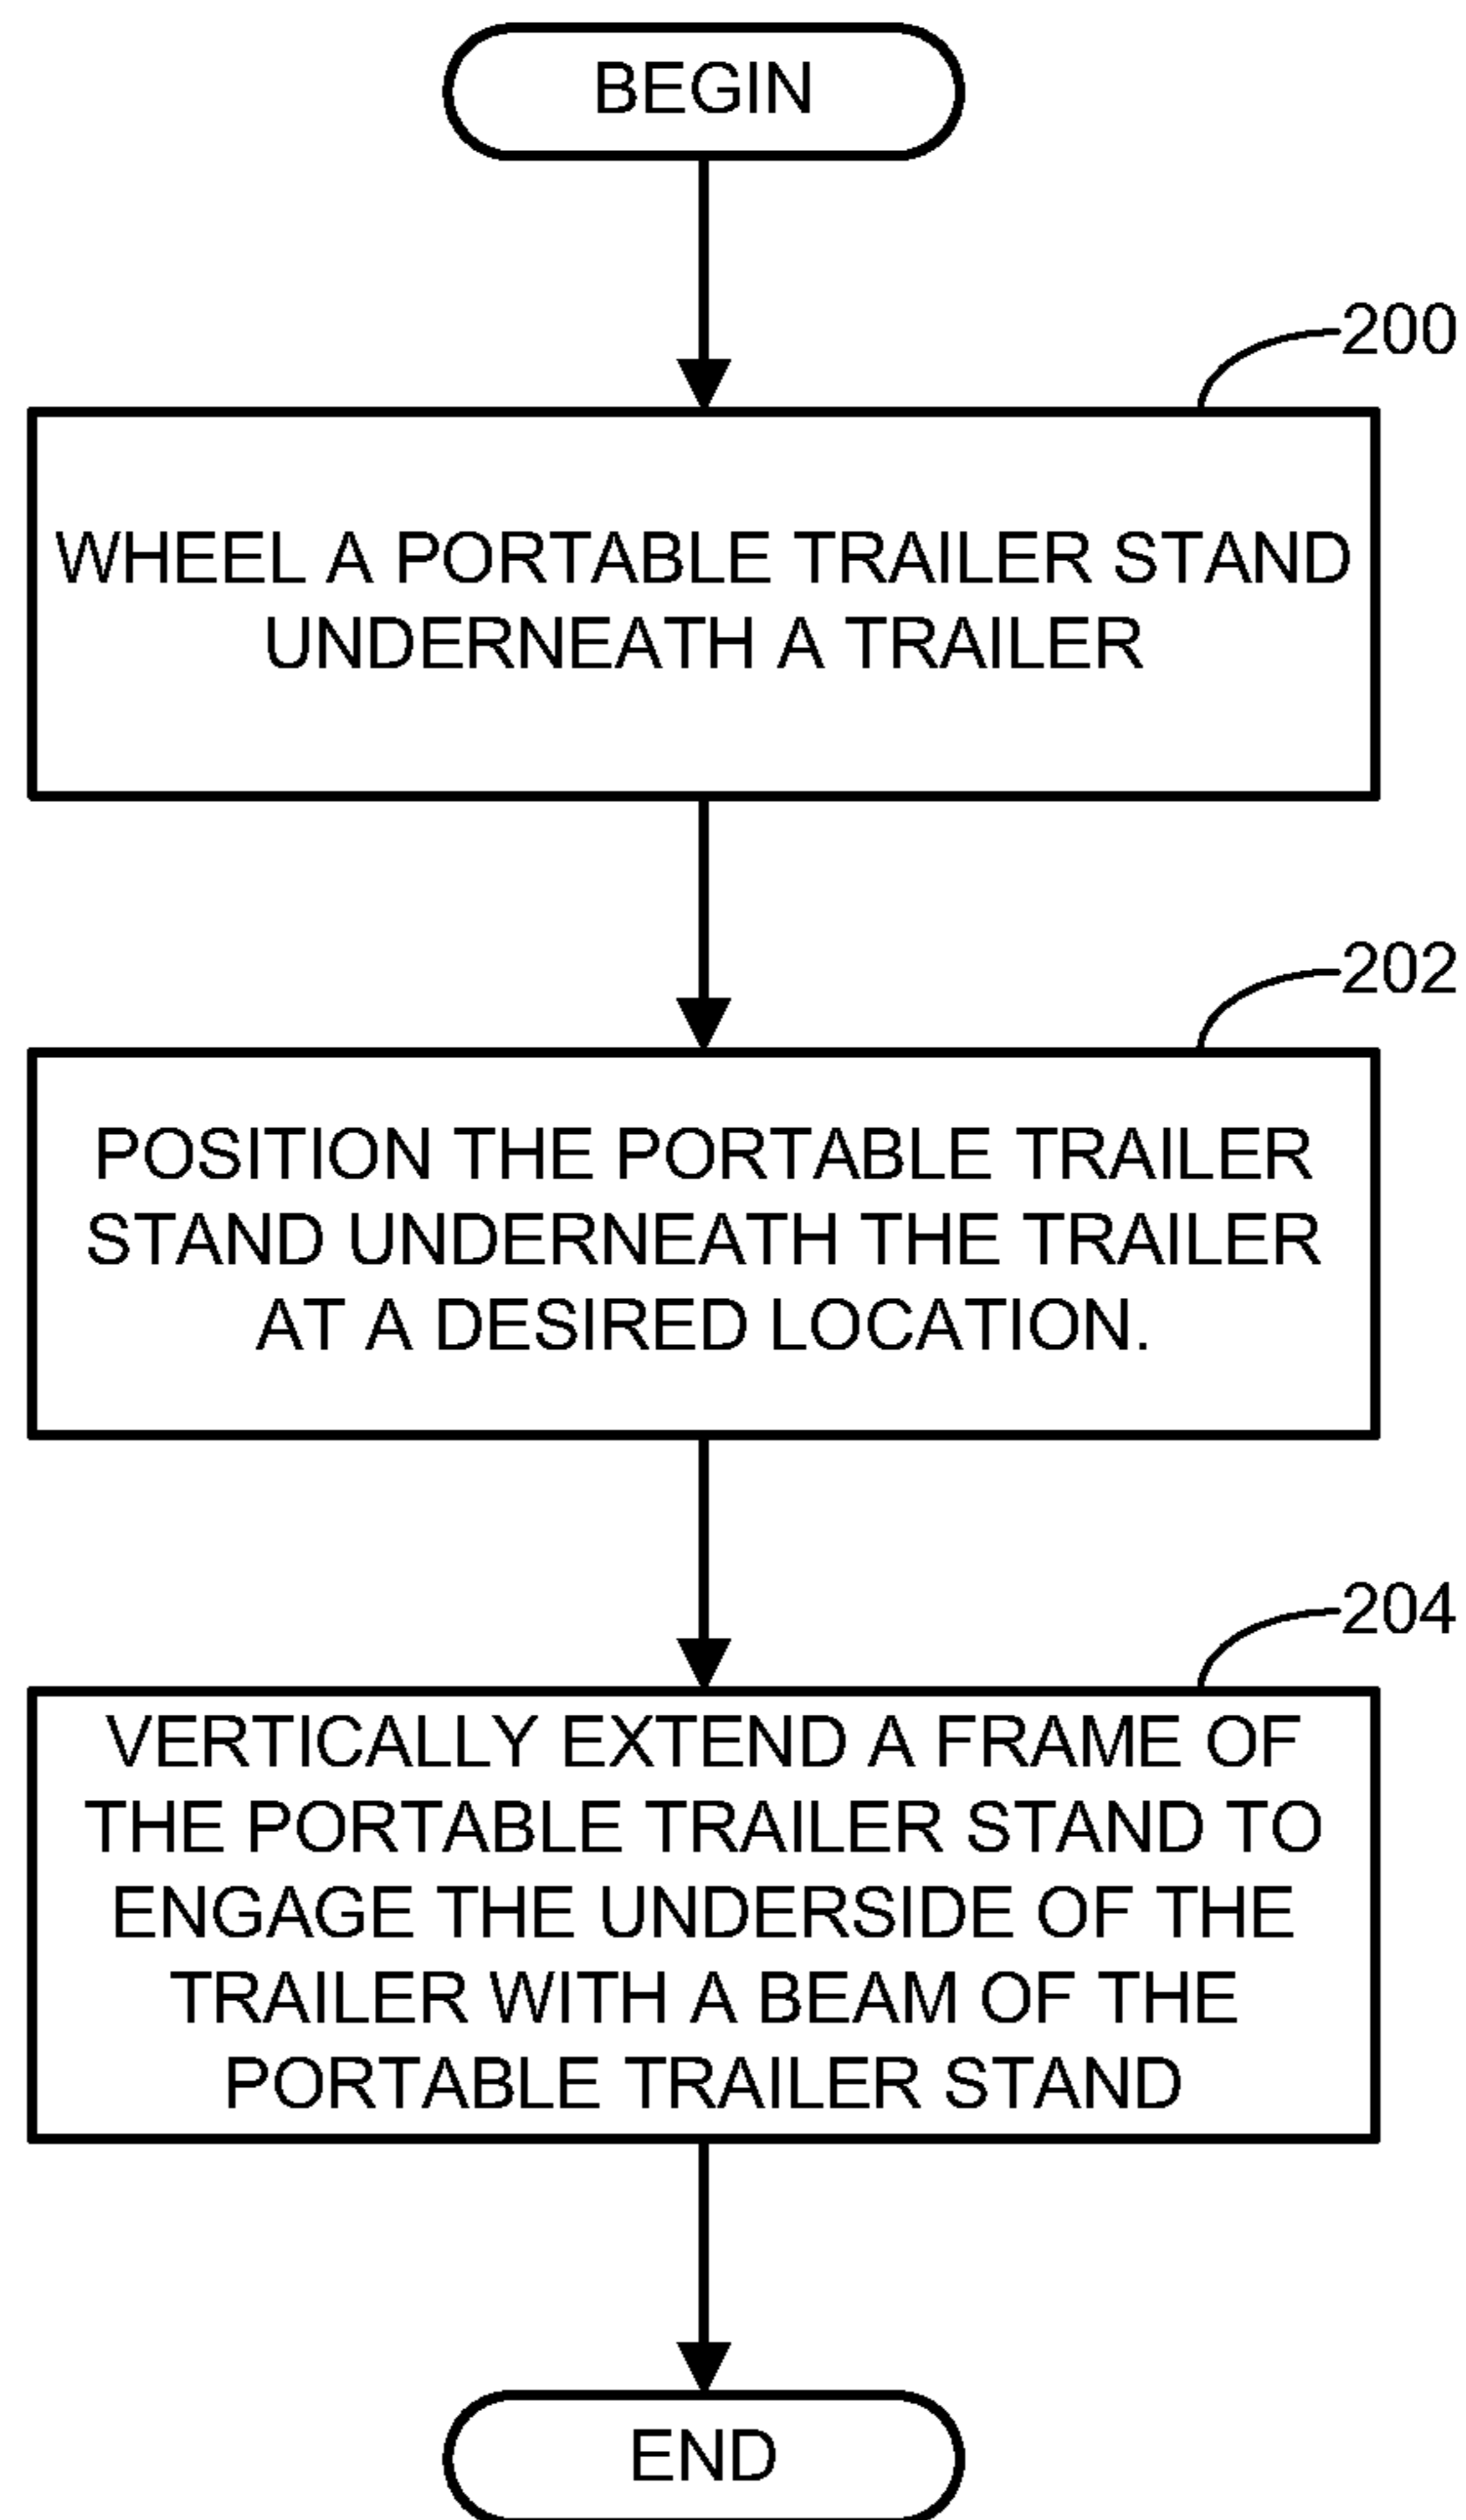 BEGIN
200
WHEEL A PORTABLE TRAILER STAND
UNDERNEATH A TRAILER
202
POSITION THE PORTABLE TRAILER
STAND UNDERNEATH THE TRAILER
AT A DESIRED LOCATION.
204
VERTICALLY EXTEND A FRAME OF
THE PORTABLE TRAILER STAND TO
ENGAGE THE UNDERSIDE OF THE
TRAILER WITH A BEAM OF THE
PORTABLE TRAILER STAND
END